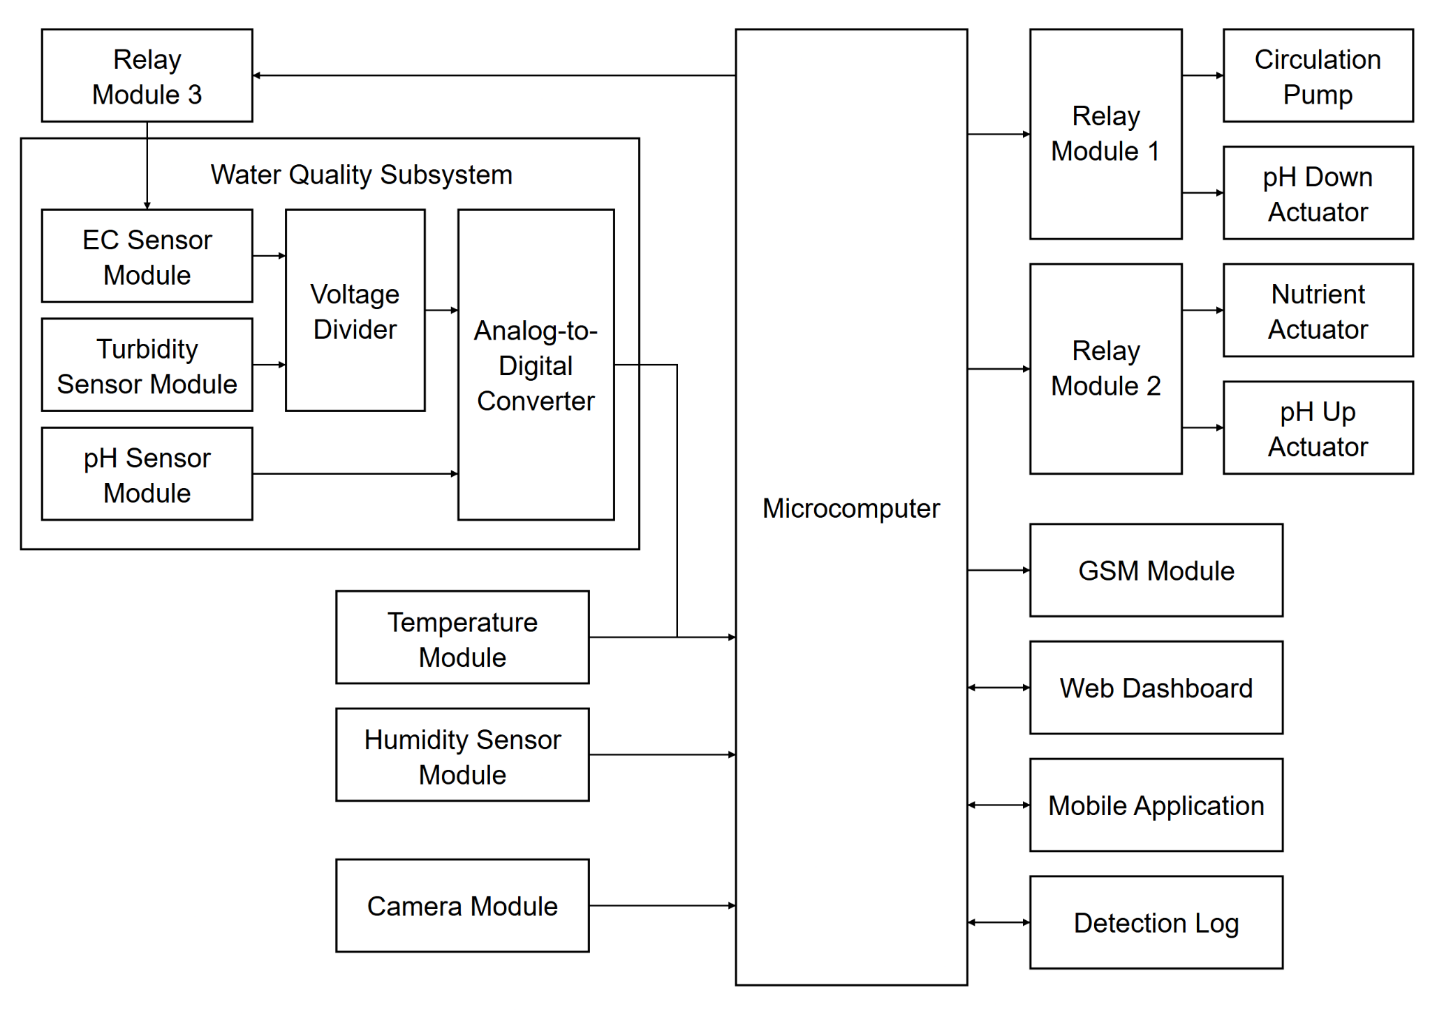 Relay
Module 3
Water Quality Subsystem
EC Sensor
Module
Turbidity
Sensor Module
pH Sensor
Module
Voltage
Divider
Analog-to-
Digital
Converter
Temperature
Module
Humidity Sensor
Module
Camera Module
Microcomputer
Relay
Module 1
Circulation
Pump
pH Down
Actuator
Relay
Module 2
Nutrient
Actuator
pH Up
Actuator
GSM Module
Web Dashboard
Mobile Application
Detection Log